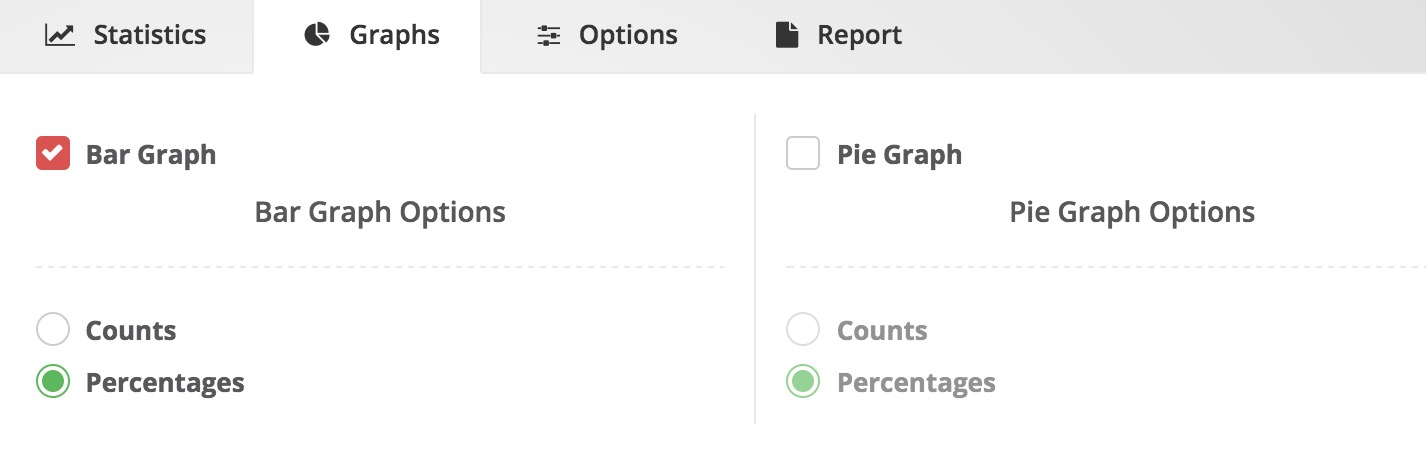 Statistics Graphs Options Report
Bar Graph
Bar Graph Options
Counts
Percentages
Pie Graph
Pie Graph Options
Counts
Percentages